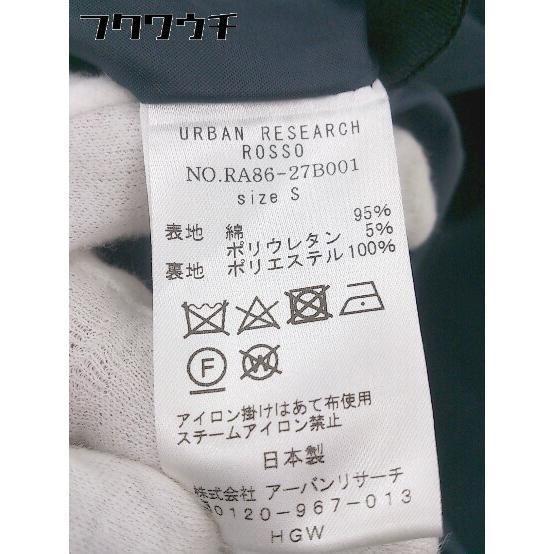 フクワウチ
URBAN RESEARCH
ROSSO
NO.RA86-27B001
size S
表地 綿 95%
ポリウレタン 5%
裏地 ポリエステル 100%
F
W
アイロン掛けはあて布使用
スチームアイロン禁止
日本製
株式会社 アーバンリサーチ
0120-967-013
HGW